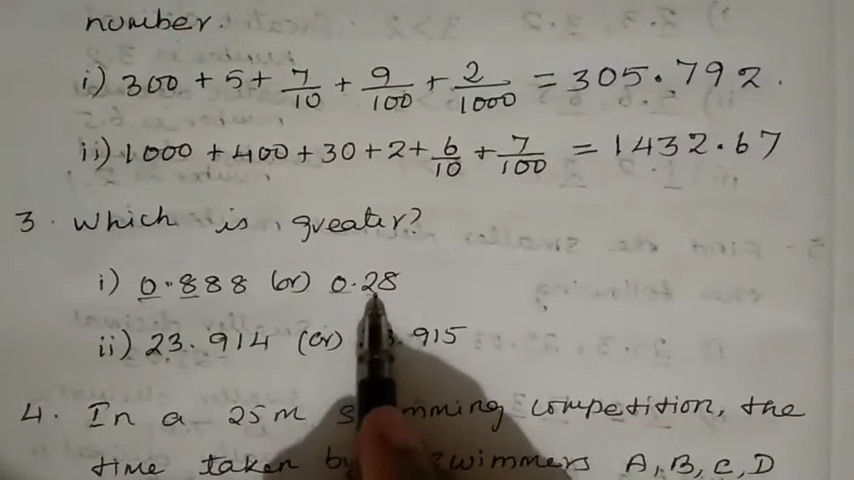 number.
i) 300 + 5 + 7/10 + 9/100 + 2/1000 = 305.792.
ii) 1000 + 400 + 30 + 2 + 6/10 + 7/100 = 1432.67
3. Which is greater?
i) 0.888 (or) 0.28
ii) 23.914 (or) 3.915
4. In a 25m competition, the
time taken by swimmers A, B, C, D